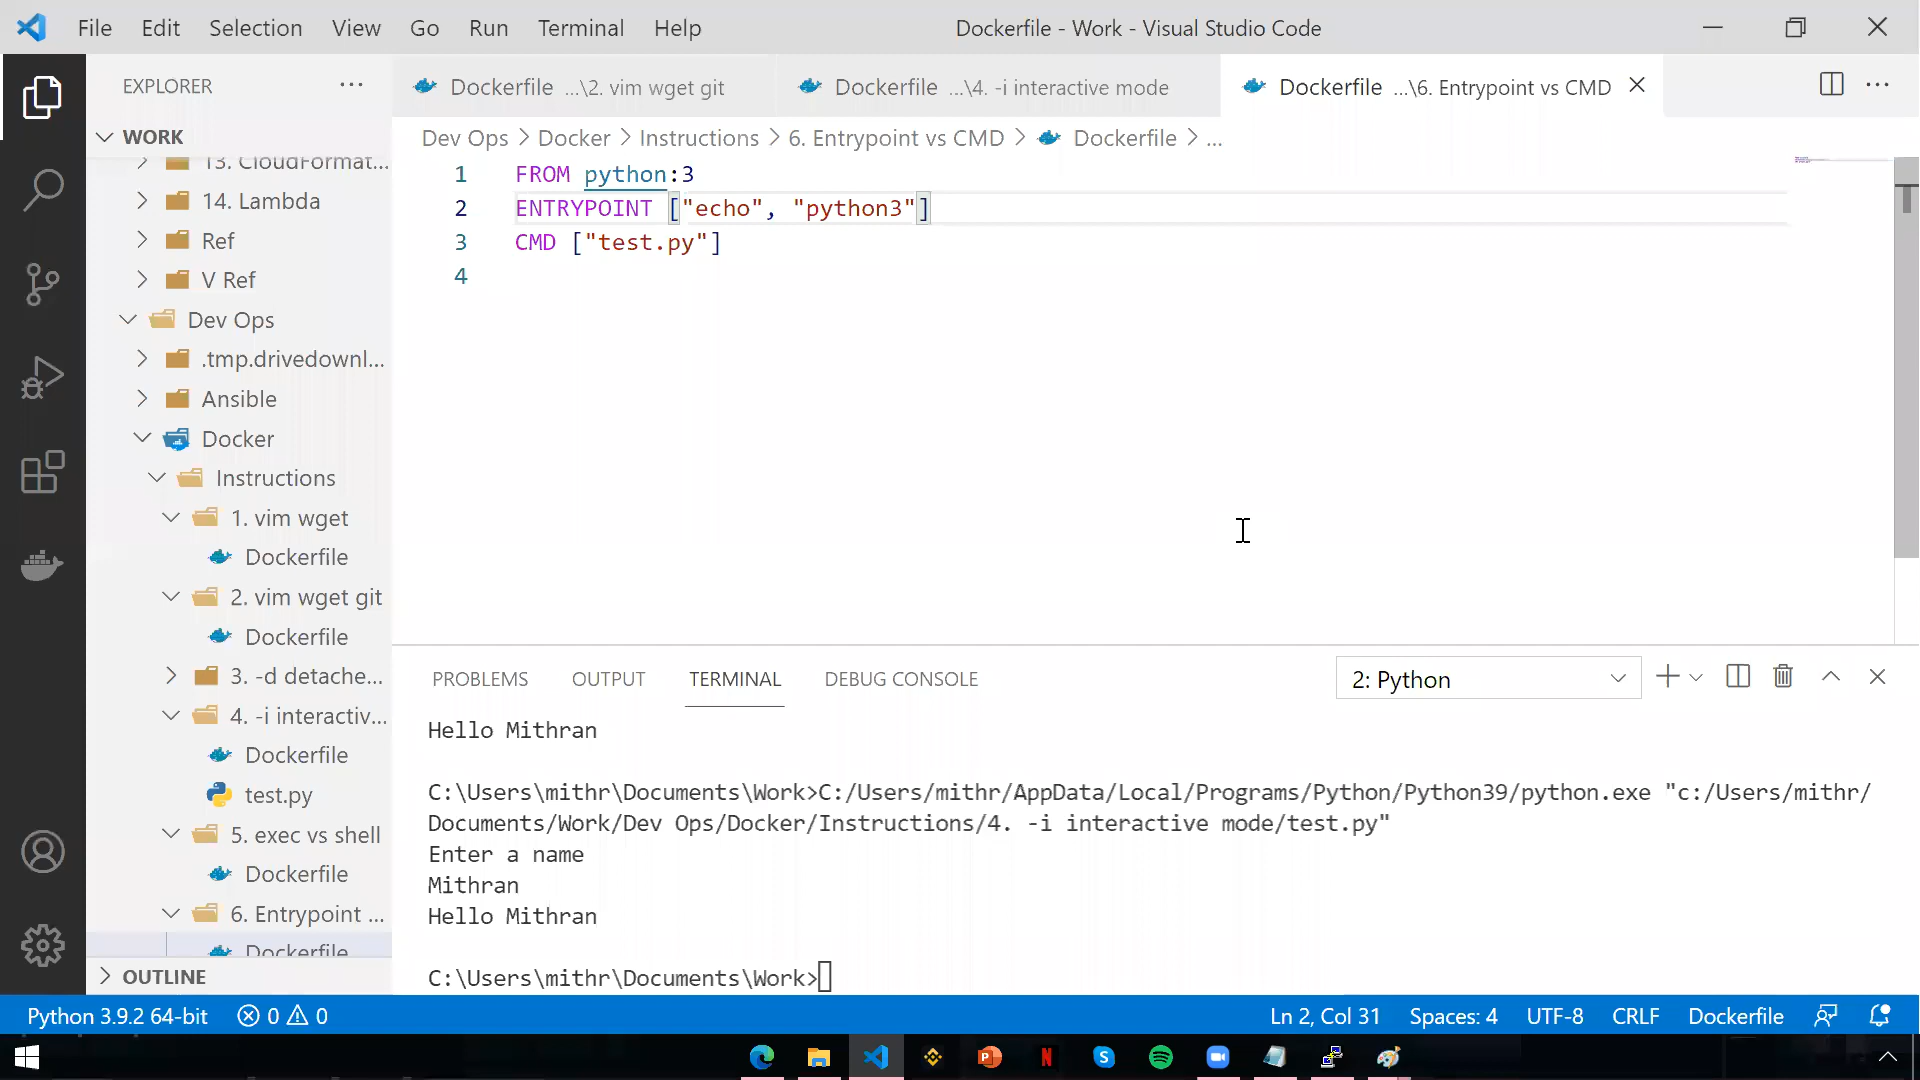 File Edit Selection View Go Run Terminal Help Dockerfile - Work - Visual Studio Code
EXPLORER ...
Dockerfile ...\2. vim wget git Dockerfile ...\4. -i interactive mode Dockerfile ...\6. Entrypoint vs CMD
WORK
Dev Ops > Docker > Instructions > 6. Entrypoint vs CMD > Dockerfile > ...
13. CloudFormat...
14. Lambda
Ref
V Ref
Dev Ops
.tmp.drivedownl...
Ansible
Docker
Instructions
1. vim wget
Dockerfile
2. vim wget git
Dockerfile
3. -d detache...
4. -i interactiv...
Dockerfile
test.py
5. exec vs shell
Dockerfile
6. Entrypoint ...
Dockerfile
OUTLINE
1 FROM python:3
2 ENTRYPOINT ["echo", "python3"]
3 CMD ["test.py"]
4
PROBLEMS OUTPUT TERMINAL DEBUG CONSOLE 2: Python
Hello Mithran
C:\Users\mithr\Documents\Work>C:/Users/mithr/AppData/Local/Programs/Python/Python39/python.exe "c:/Users/mithr/
Documents/Work/Dev Ops/Docker/Instructions/4. -i interactive mode/test.py"
Enter a name
Mithran
Hello Mithran
C:\Users\mithr\Documents\Work>
Python 3.9.2 64-bit 0 0 Ln 2, Col 31 Spaces: 4 UTF-8 CRLF Dockerfile